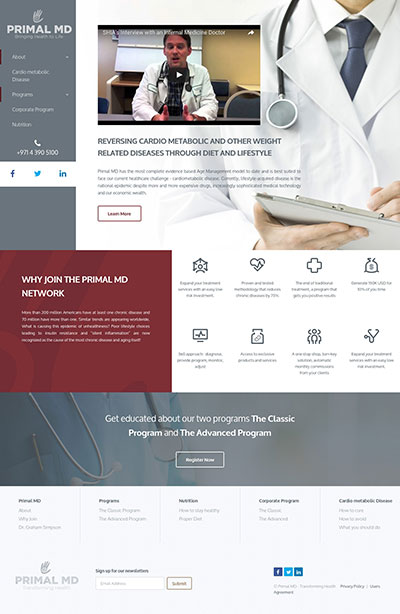 PRIMAL MD
Bringing Health to Life
About
Cardio metabolic
Disease
Programs
Corporate Program
Nutrition
+971 4 390 5100
SHIA's Interview with an Internal Medicine Doctor
REVERSING CARDIO METABOLIC AND OTHER WEIGHT
RELATED DISEASES THROUGH DIET AND LIFESTYLE
Primal MD has the most complete evidence based Age Management model to date and is best suited to
face our current healthcare challenge - cardiometabolic disease. Currently, lifestyle-acquired disease is the
national epidemic despite more and more expensive drugs, increasingly sophisticated medical technology
and our economic wealth.
Learn More
WHY JOIN THE PRIMAL MD
NETWORK
More than 200 million Americans have at least one chronic disease and
70 million have more than one. Similar trends are appearing worldwide.
What is causing this epidemic of unhealthiness? Poor lifestyle choices
leading to insulin resistance and "silent inflammation" are now
recognized as the cause of the most chronic disease and aging itself!
Expand your treatment
services with an easy low
risk investment.
Proven and tested
methodology that reduces
chronic diseases by 75%
The end of traditional
treatment, a program that
gets you positive results
Generate 150K USD for
10% of you time
Sell approach: diagnose,
provide program, monitor,
adjust
Access to exclusive
products and services
A one-stop shop, turn-key
solution, automate
monthly commissions
from your clients
Expand your treatment
services with an easy low
risk investment.
Get educated about our two programs The Classic
Program and The Advanced Program
Register Now
Primal MD
About
Why Join
Dr. Graham Simpson
Programs
The Classic Program
The Advanced Program
Nutrition
How to stay healthy
Proper Diet
Corporate Program
The Classic
The Advanced
Cardio metabolic Disease
How to cure
How to avoid
What you should do
PRIMAL MD
Transforming Health
Sign up for our newsletters
Email Address
Submit
© Primal MD · Transforming Health Privacy Policy | Users
Agreement